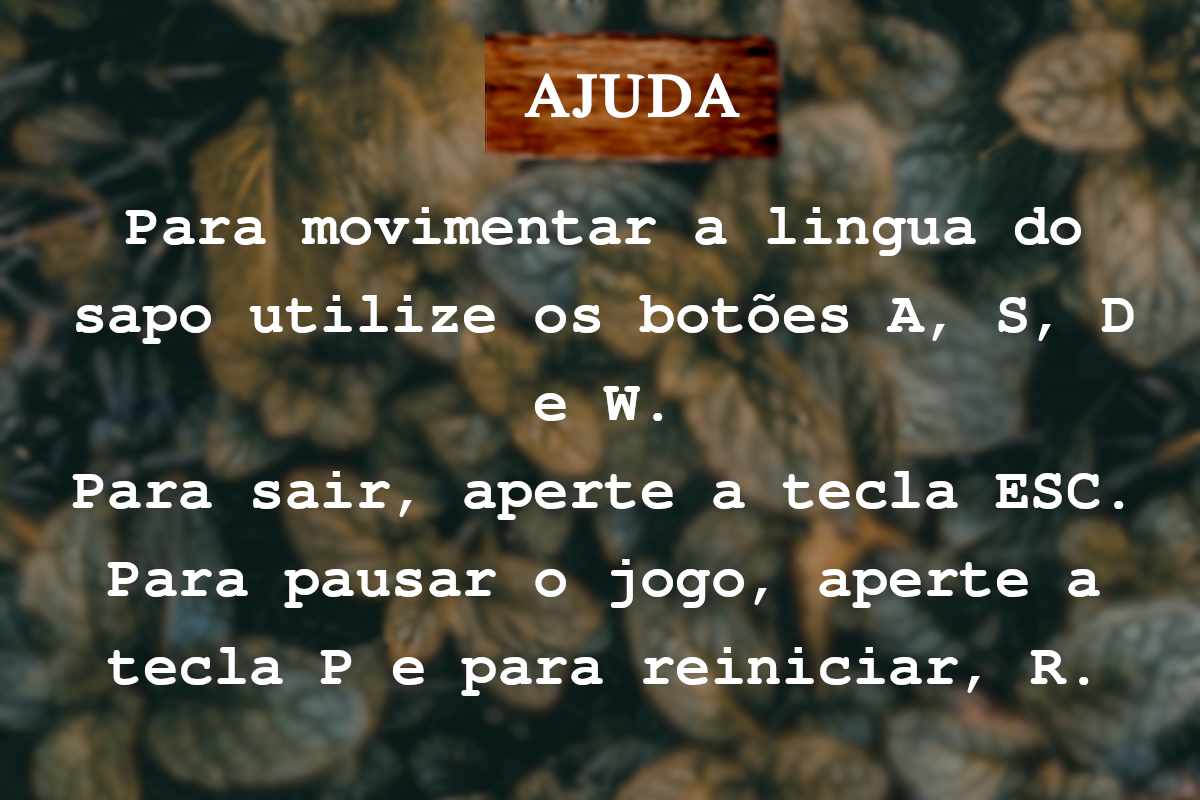 AJUDA
Para movimentar a lingua do
sapo utilize os botões A, S, D
e W.
Para sair, aperte a tecla ESC.
Para pausar o jogo, aperte a
tecla P e para reiniciar, R.